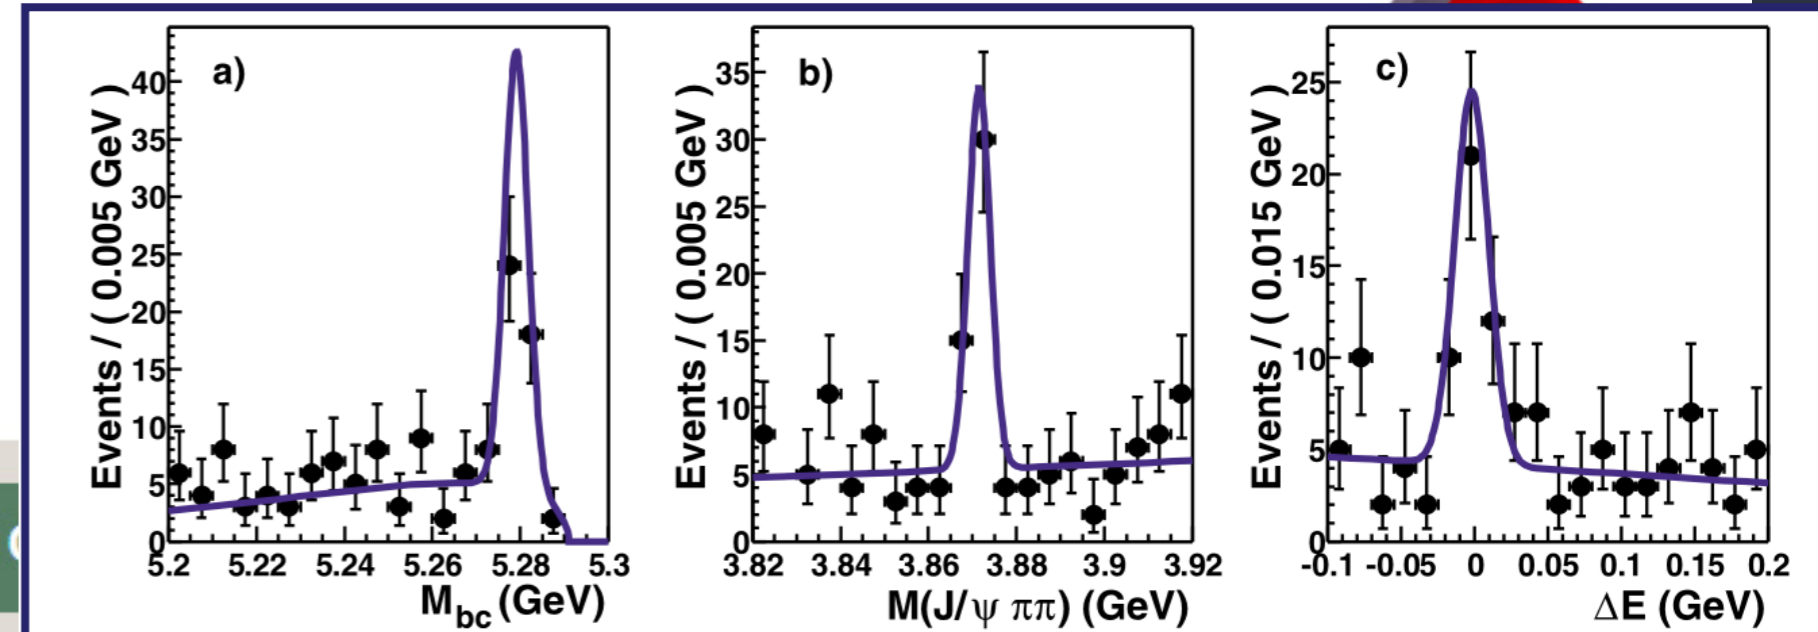 a)
Events / ( 0.005 GeV )
40
35
30
25
20
15
10
5
0
5.2 5.22 5.24 5.26 5.28 5.3
Mbc (GeV)
b)
Events / ( 0.005 GeV )
35
30
25
20
15
10
5
0
3.82 3.84 3.86 3.88 3.9 3.92
M(J/ψ ππ) (GeV)
c)
Events / ( 0.015 GeV )
25
20
15
10
5
0
-0.1 -0.05 0 0.05 0.1 0.15 0.2
ΔE (GeV)